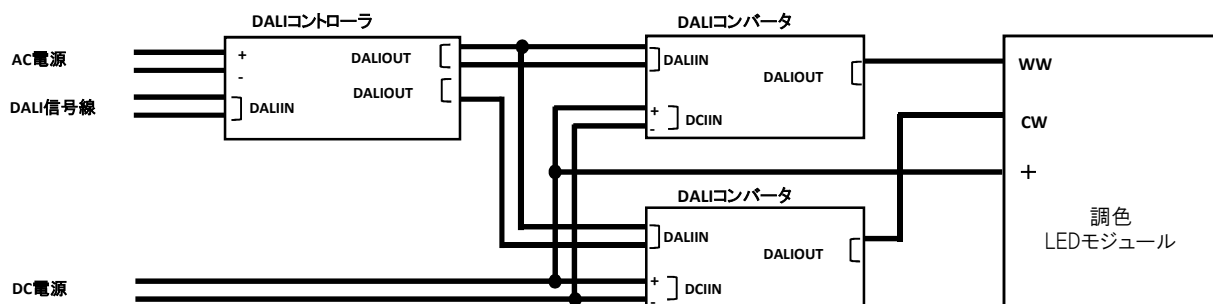 DALIコントローラ
DALIコンバータ
AC電源
+
-
DALIOUT
DALIOUT
DALI信号線
DALIIN
DALIIN
DALIOUT
+
-
DCIIN
WW
CW
+
調色
LEDモジュール
DALIコンバータ
DALIIN
DALIOUT
DC電源
+
-
DCIIN